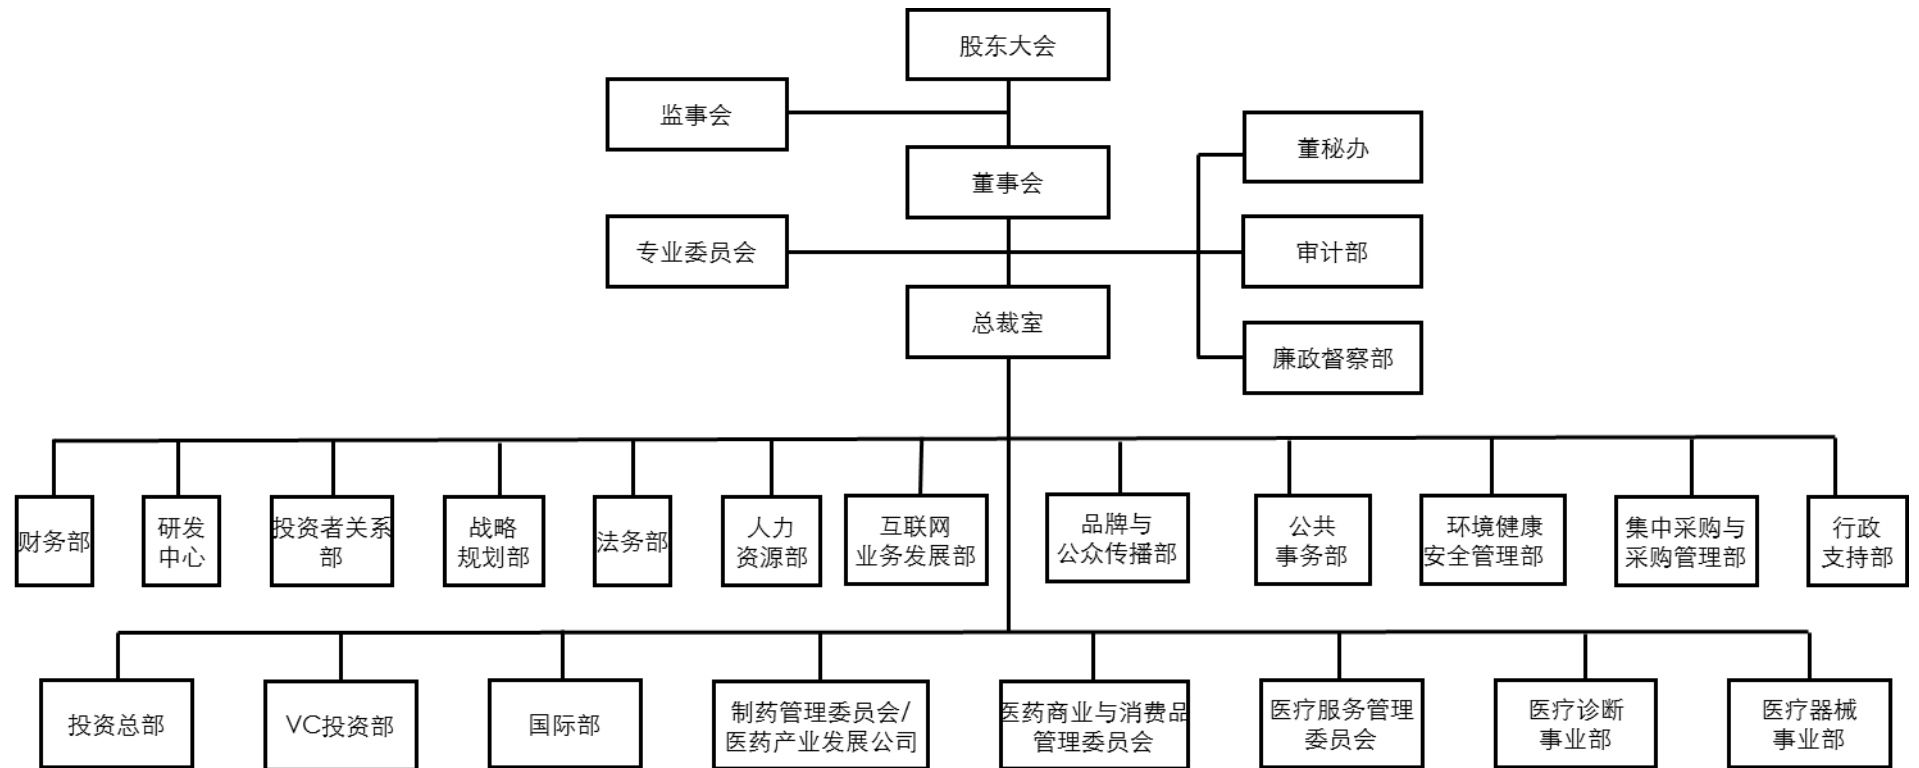 股东大会
监事会
董秘办
董事会
专业委员会
审计部
总裁室
廉政督察部
财务部
研发
中心
投资者关系
部
战略
规划部
法务部
人力
资源部
互联网
业务发展部
品牌与
公众传播部
公共
事务部
环境健康
安全管理部
集中采购与
采购管理部
行政
支持部
投资总部
VC投资部
国际部
制药管理委员会/
医药产业发展公司
医药商业与消费品
管理委员会
医疗服务管理
委员会
医疗诊断
事业部
医疗器械
事业部